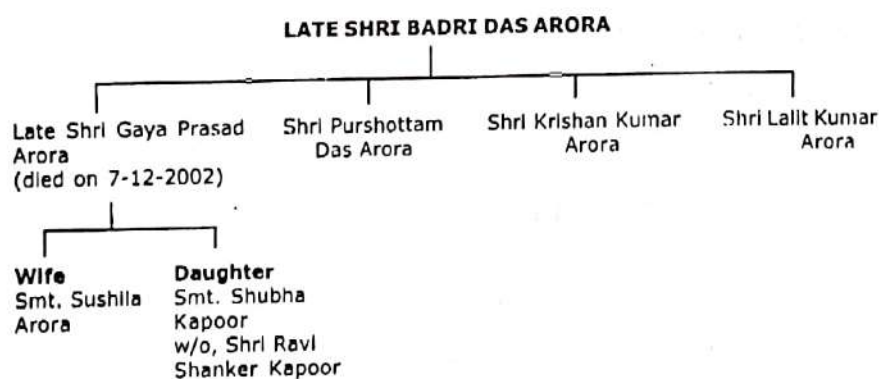 LATE SHRI BADRI DAS ARORA
Late Shri Gaya Prasad
Arora
(died on 7-12-2002)
Shri Purshottam
Das Arora
Shri Krishan Kumar
Arora
Shri Lalit Kumar
Arora
Wife
Smt. Sushila
Arora
Daughter
Smt. Shubha
Kapoor
w/o, Shri Ravi
Shanker Kapoor